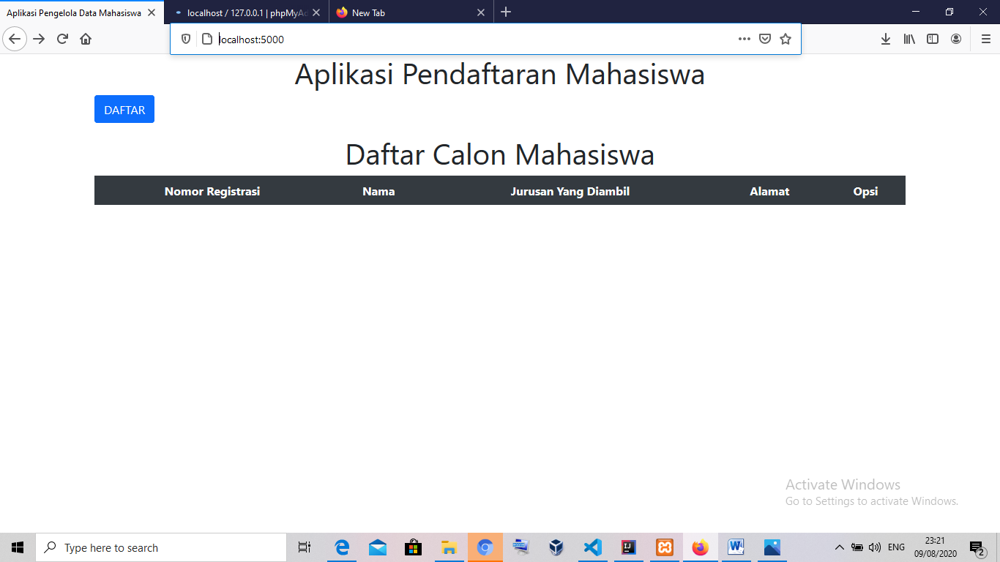 Aplikasi Pengelola Data Mahasiswa
localhost / 127.0.0.1 | phpMyAd
New Tab
localhost:5000
Aplikasi Pendaftaran Mahasiswa
DAFTAR
Daftar Calon Mahasiswa
Nomor Registrasi Nama Jurusan Yang Diambil Alamat Opsi
Activate Windows
Go to Settings to activate Windows.
Type here to search
ENG
23:21
09/08/2020
2